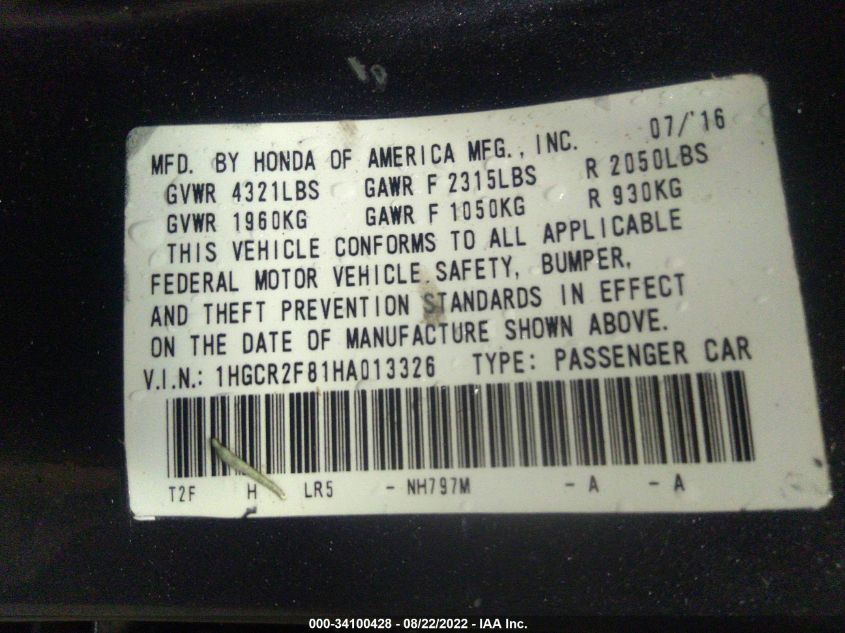 07/'16
MFD. BY HONDA OF AMERICA MFG., INC.
GVWR 4321LBS GAWR F 2315LBS R 2050LBS
GVWR 1960KG GAWR F 1050KG R 930KG
THIS VEHICLE CONFORMS TO ALL APPLICABLE
FEDERAL MOTOR VEHICLE SAFETY, BUMPER,
AND THEFT PREVENTION STANDARDS IN EFFECT
ON THE DATE OF MANUFACTURE SHOWN ABOVE.
V.I.N.: 1HGCR2F81HA013326 TYPE: PASSENGER CAR
T2F H LR5 - NH797M - A - A
000-34100428 - 08/22/2022 - IAA Inc.